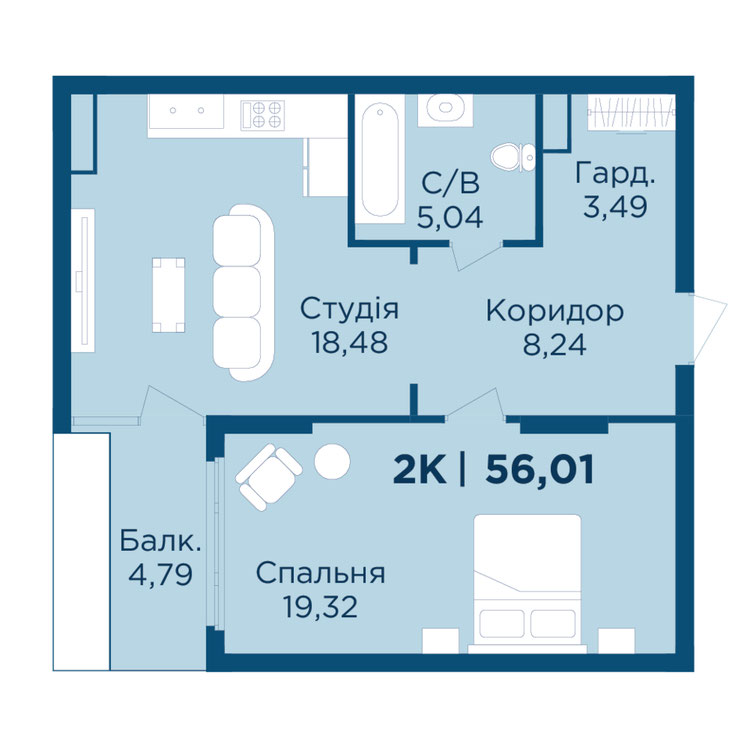 С/В
5,04
Гард.
3,49
Студія
18,48
Коридор
8,24
2К | 56,01
Балк.
4,79
Спальня
19,32